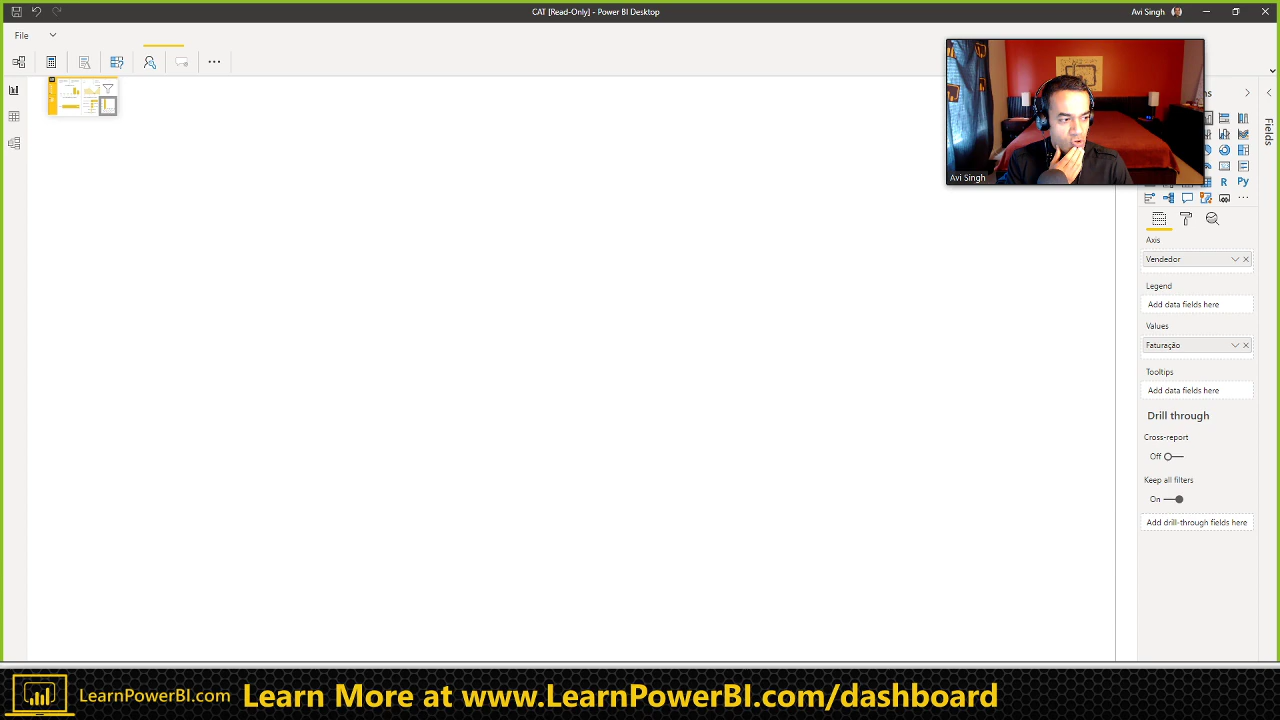 CAT [Read-Only] - Power BI Desktop
Avi Singh
File
ns
Fields
Avi Singh
R
Py
Axis
Vendedor
Legend
Add data fields here
Values
Faturação
Tooltips
Add data fields here
Drill through
Cross-report
Off
Keep all filters
On
Add drill-through fields here
LearnPowerBI.com
Learn More at www.LearnPowerBI.com/dashboard